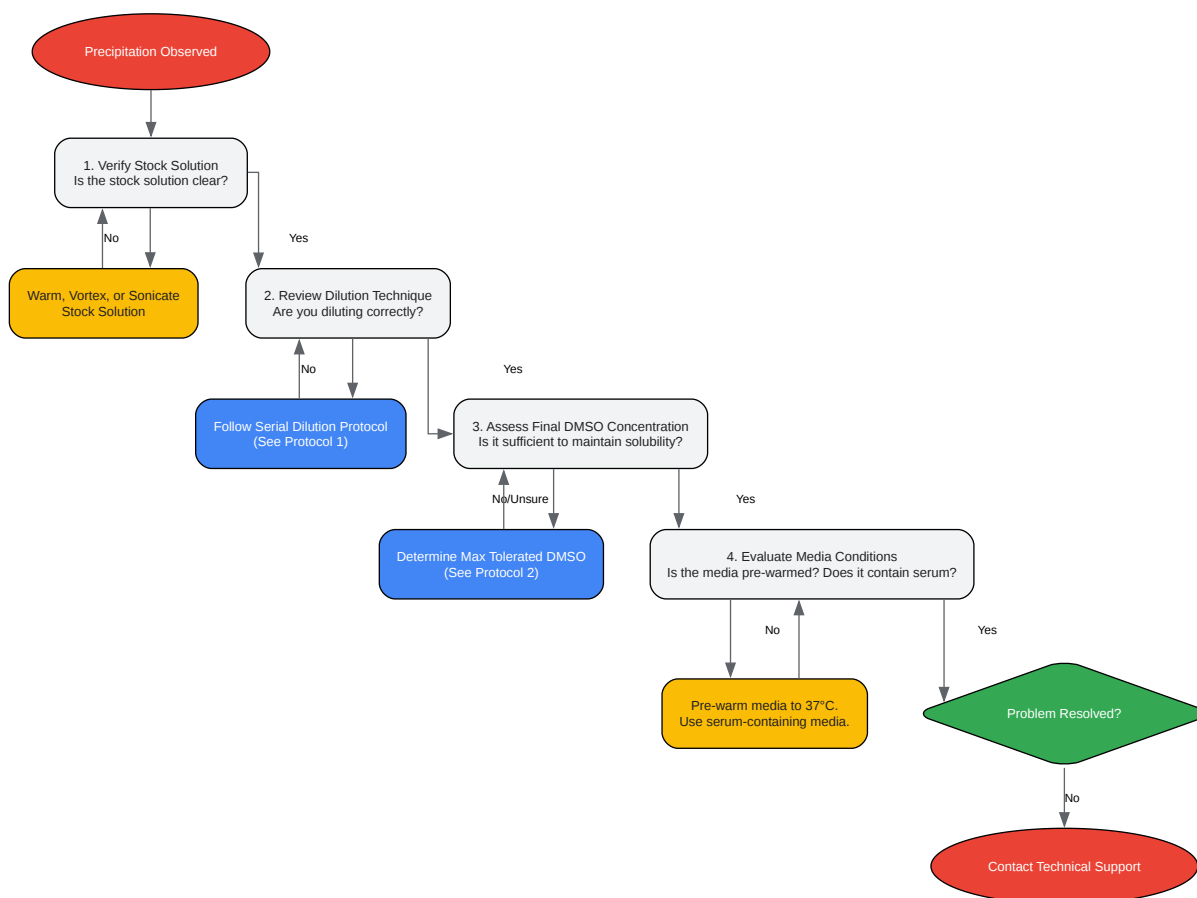 Precipitation Observed
1. Verify Stock Solution
Is the stock solution clear?
No
Yes
Warm, Vortex, or Sonicate
Stock Solution
2. Review Dilution Technique
Are you diluting correctly?
No
Yes
Follow Serial Dilution Protocol
(See Protocol 1)
3. Assess Final DMSO Concentration
Is it sufficient to maintain solubility?
No/Unsure
Yes
Determine Max Tolerated DMSO
(See Protocol 2)
4. Evaluate Media Conditions
Is the media pre-warmed? Does it contain serum?
No
Yes
Pre-warm media to 37°C.
Use serum-containing media.
Problem Resolved?
No
Contact Technical Support